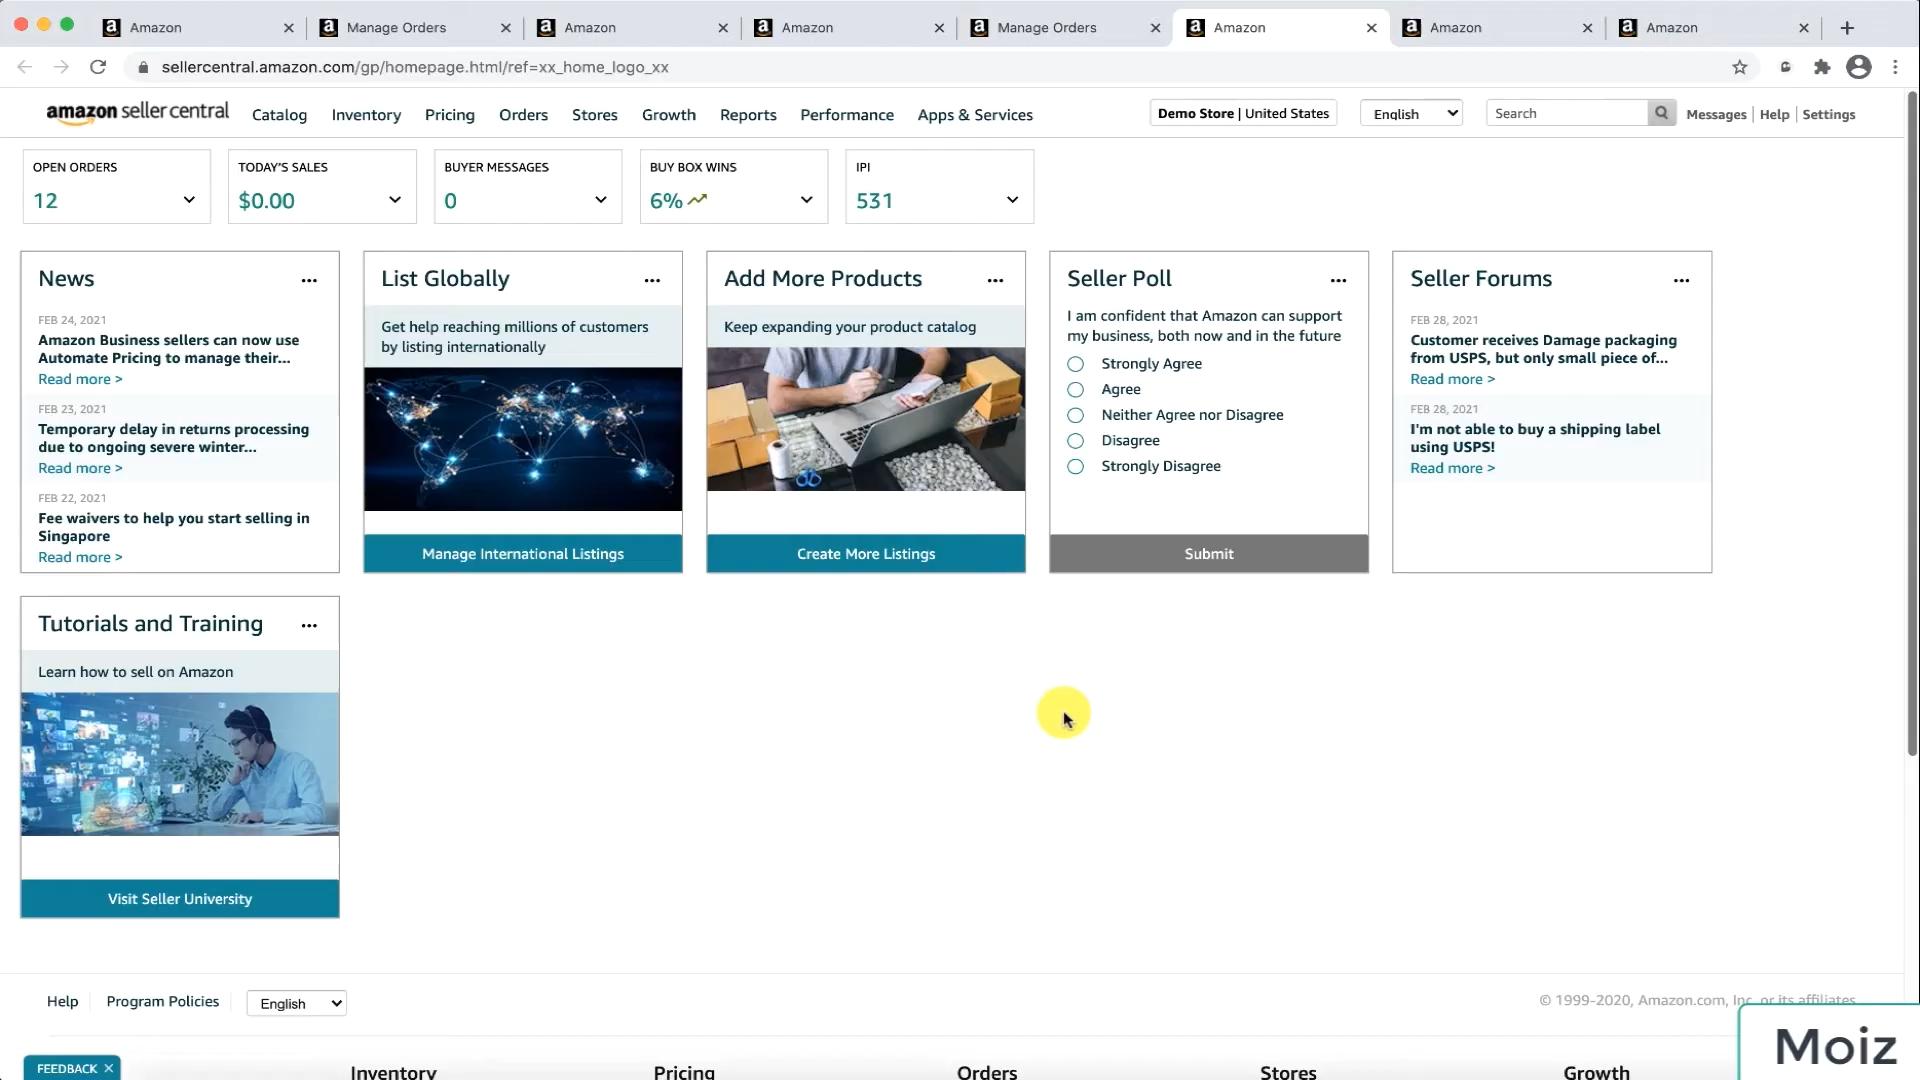 Amazon
Manage Orders
Amazon
Amazon
Manage Orders
Amazon
Amazon
Amazon
sellercentral.amazon.com/gp/homepage.html/ref=xx_home_logo_xx
amazon seller central
Catalog
Inventory
Pricing
Orders
Stores
Growth
Reports
Performance
Apps & Services
Demo Store | United States
English
Search
Messages | Help | Settings
OPEN ORDERS
12
TODAY'S SALES
$0.00
BUYER MESSAGES
0
BUY BOX WINS
6%
IPI
531
News
FEB 24, 2021
Amazon Business sellers can now use
Automate Pricing to manage their...
Read more >
FEB 23, 2021
Temporary delay in returns processing
due to ongoing severe winter...
Read more >
FEB 22, 2021
Fee waivers to help you start selling in
Singapore
Read more >
List Globally
Get help reaching millions of customers
by listing internationally
Manage International Listings
Add More Products
Keep expanding your product catalog
Create More Listings
Seller Poll
I am confident that Amazon can support
my business, both now and in the future
Strongly Agree
Agree
Neither Agree nor Disagree
Disagree
Strongly Disagree
Submit
Seller Forums
FEB 28, 2021
Customer receives Damage packaging
from USPS, but only small piece of...
Read more >
FEB 28, 2021
I'm not able to buy a shipping label
using USPS!
Read more >
Tutorials and Training
Learn how to sell on Amazon
Visit Seller University
Help
Program Policies
English
© 1999-2020, Amazon.com, Inc. or its affiliates
FEEDBACK
Inventory
Pricing
Orders
Stores
Growth
Moiz